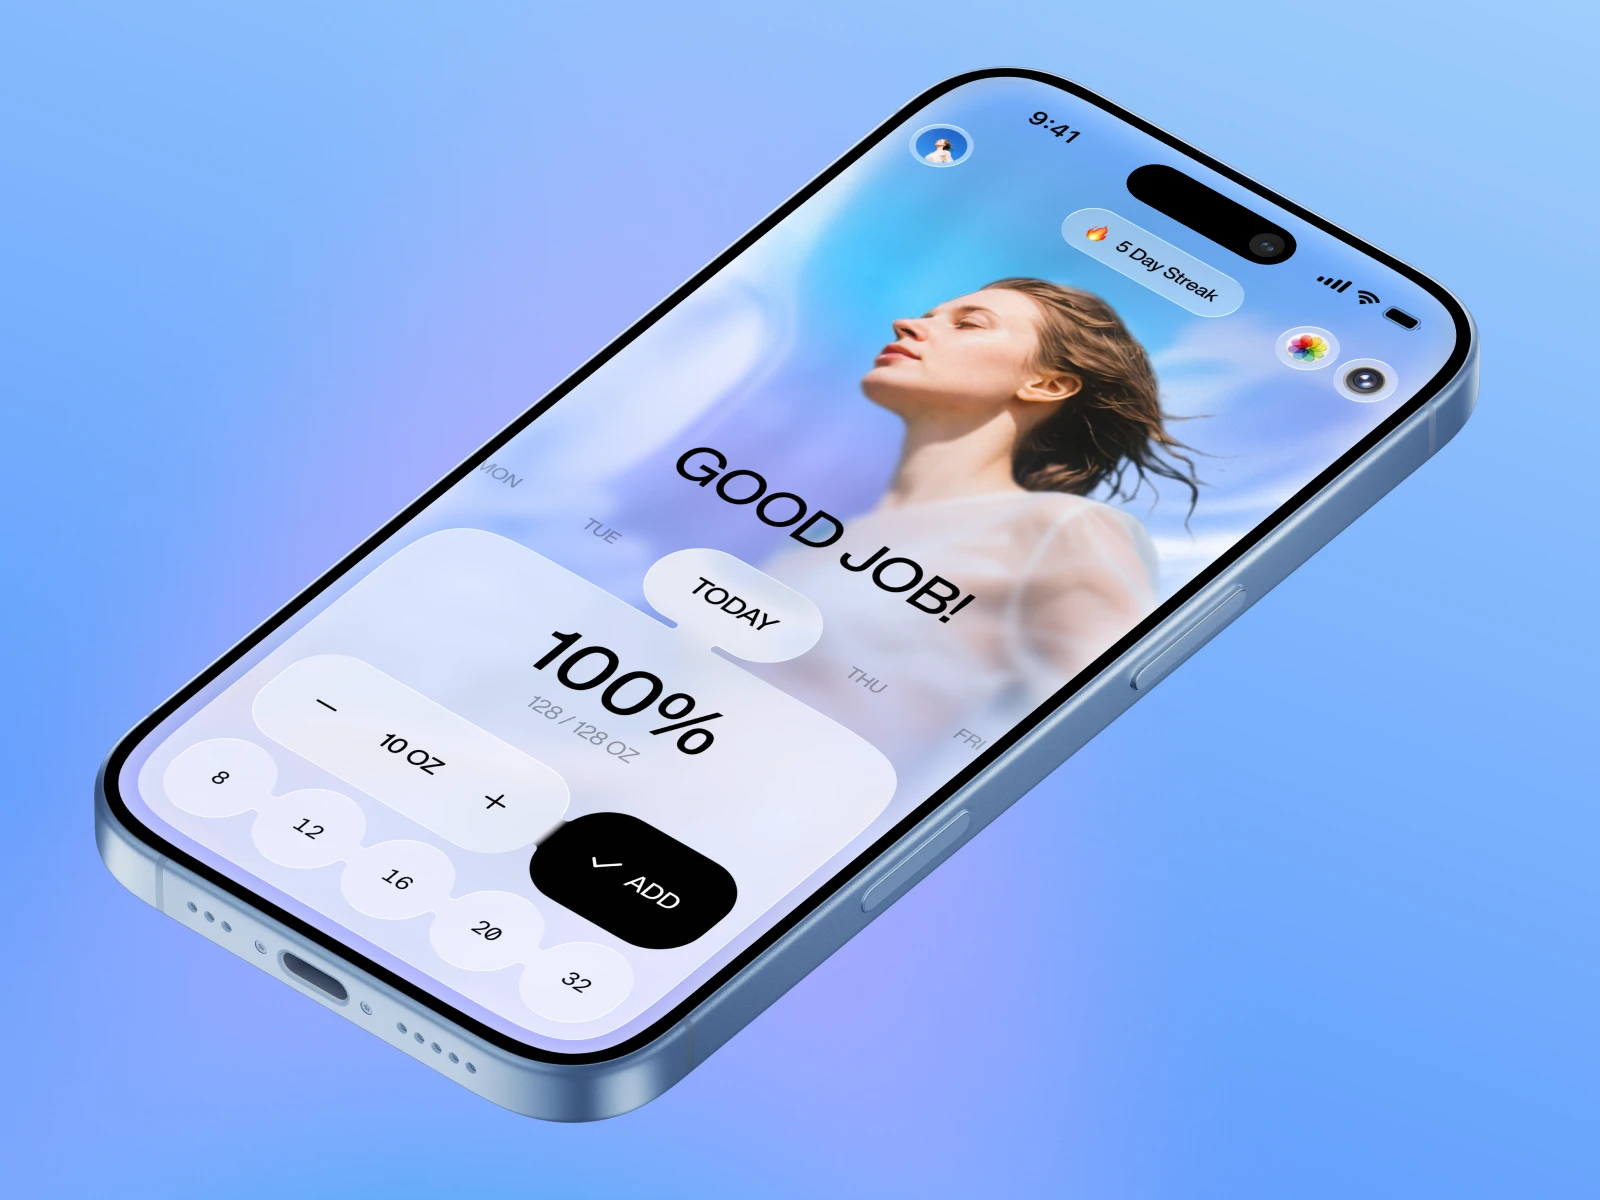 9:41
🔥 5 Day Streak
GOOD JOB!
MON
TUE
TODAY
THU
FRI
100%
128 / 128 OZ
− 10 OZ +
✓ ADD
8
12
16
20
32